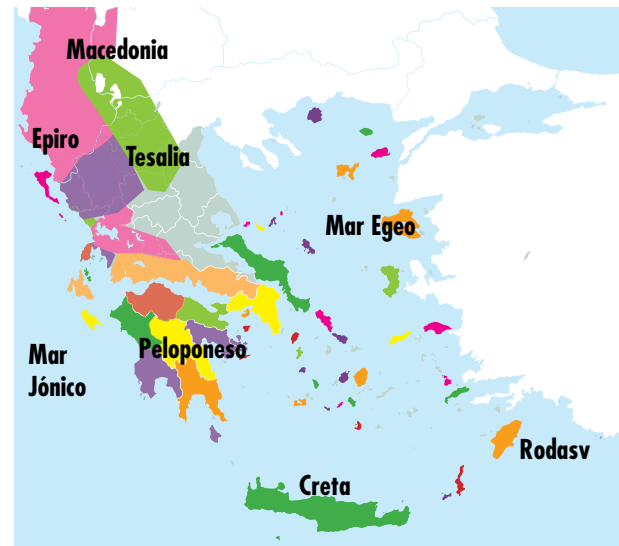 Macedonia
Epiro
Tesalia
Mar Egeo
Mar
Jónico
Peloponeso
Rodasv
Creta